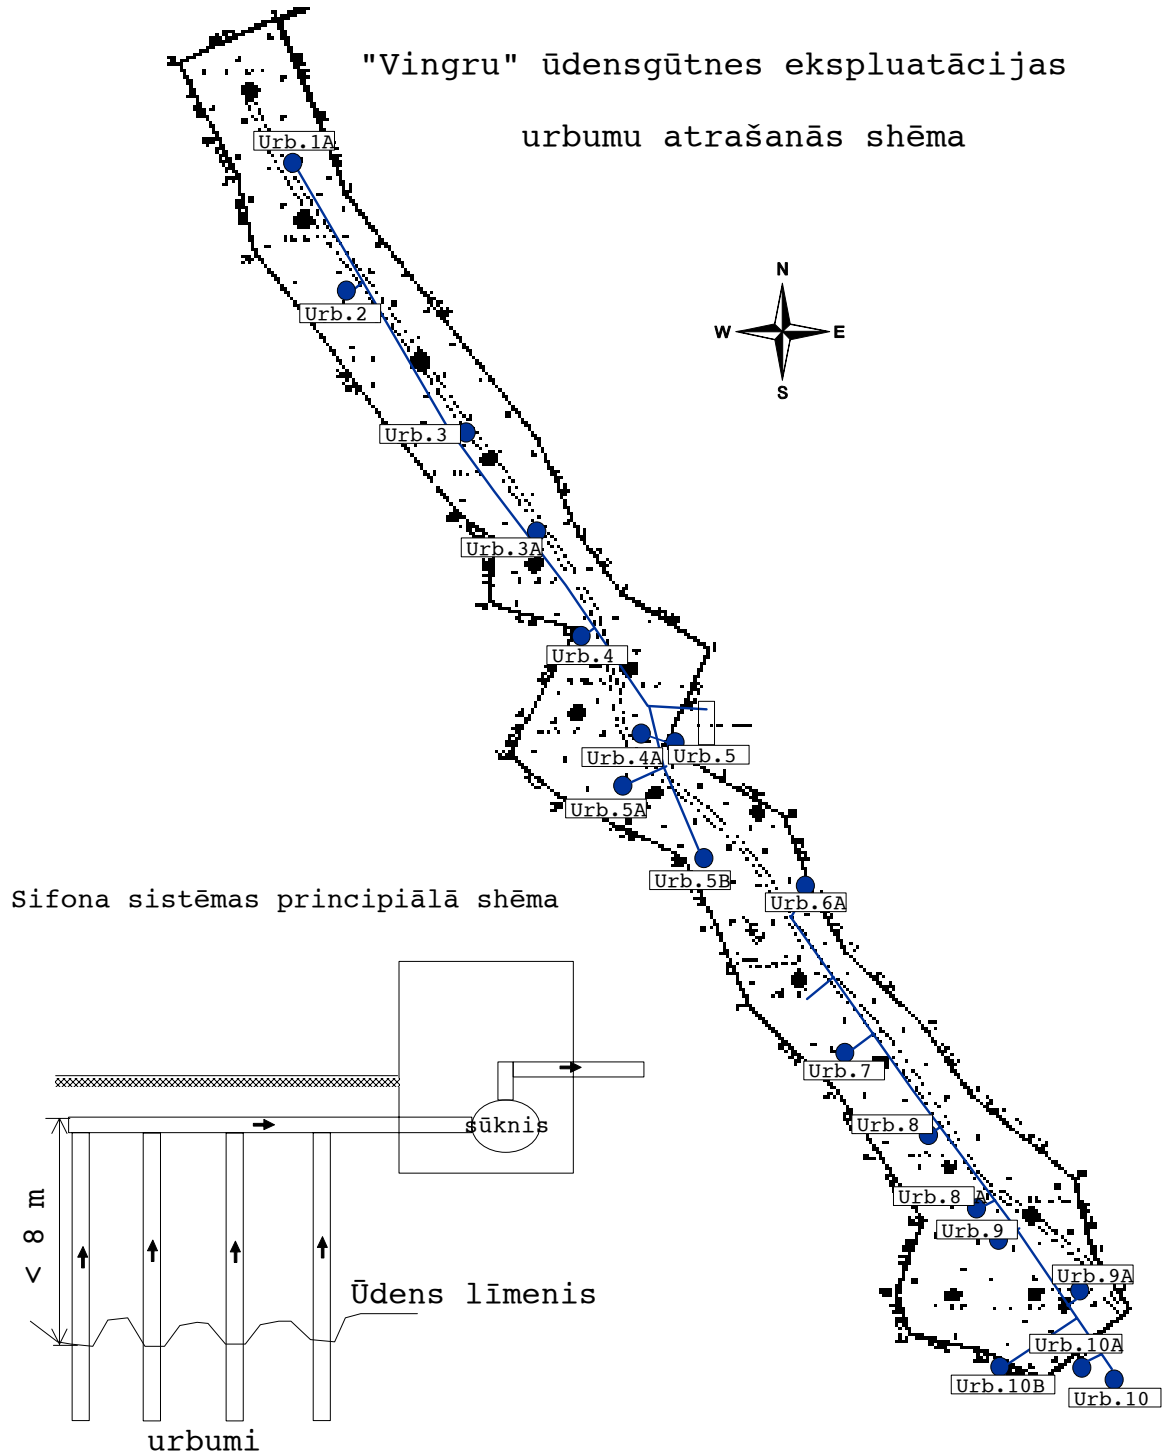 "Vingru" ūdensgūtnes ekspluatācijas
urbumu atrašanās shēma
Urb.1A
N
W
E
S
Urb.2
Urb.3
Urb.3A
Urb.4
Urb.4A
Urb.5
Urb.5A
Urb.5B
Urb.6A
Urb.7
Urb.8
Urb.8A
Urb.9
Urb.9A
Urb.10A
Urb.10B
Urb.10
Sifona sistēmas principiālā shēma
sūknis
< 8 m
Ūdens līmenis
urbumi